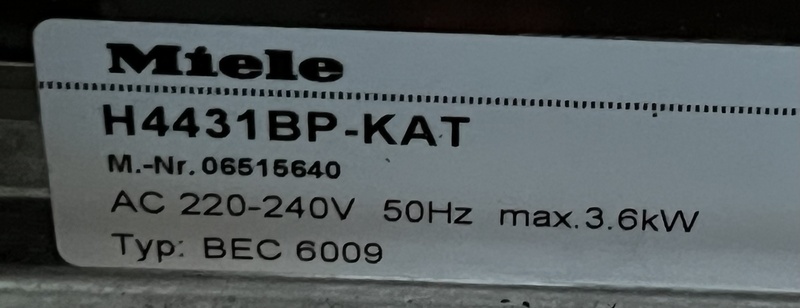 Miele
H4431BP-KAT
M.-Nr. 06515640
AC 220-240V 50Hz max.3.6kW
Typ: BEC 6009